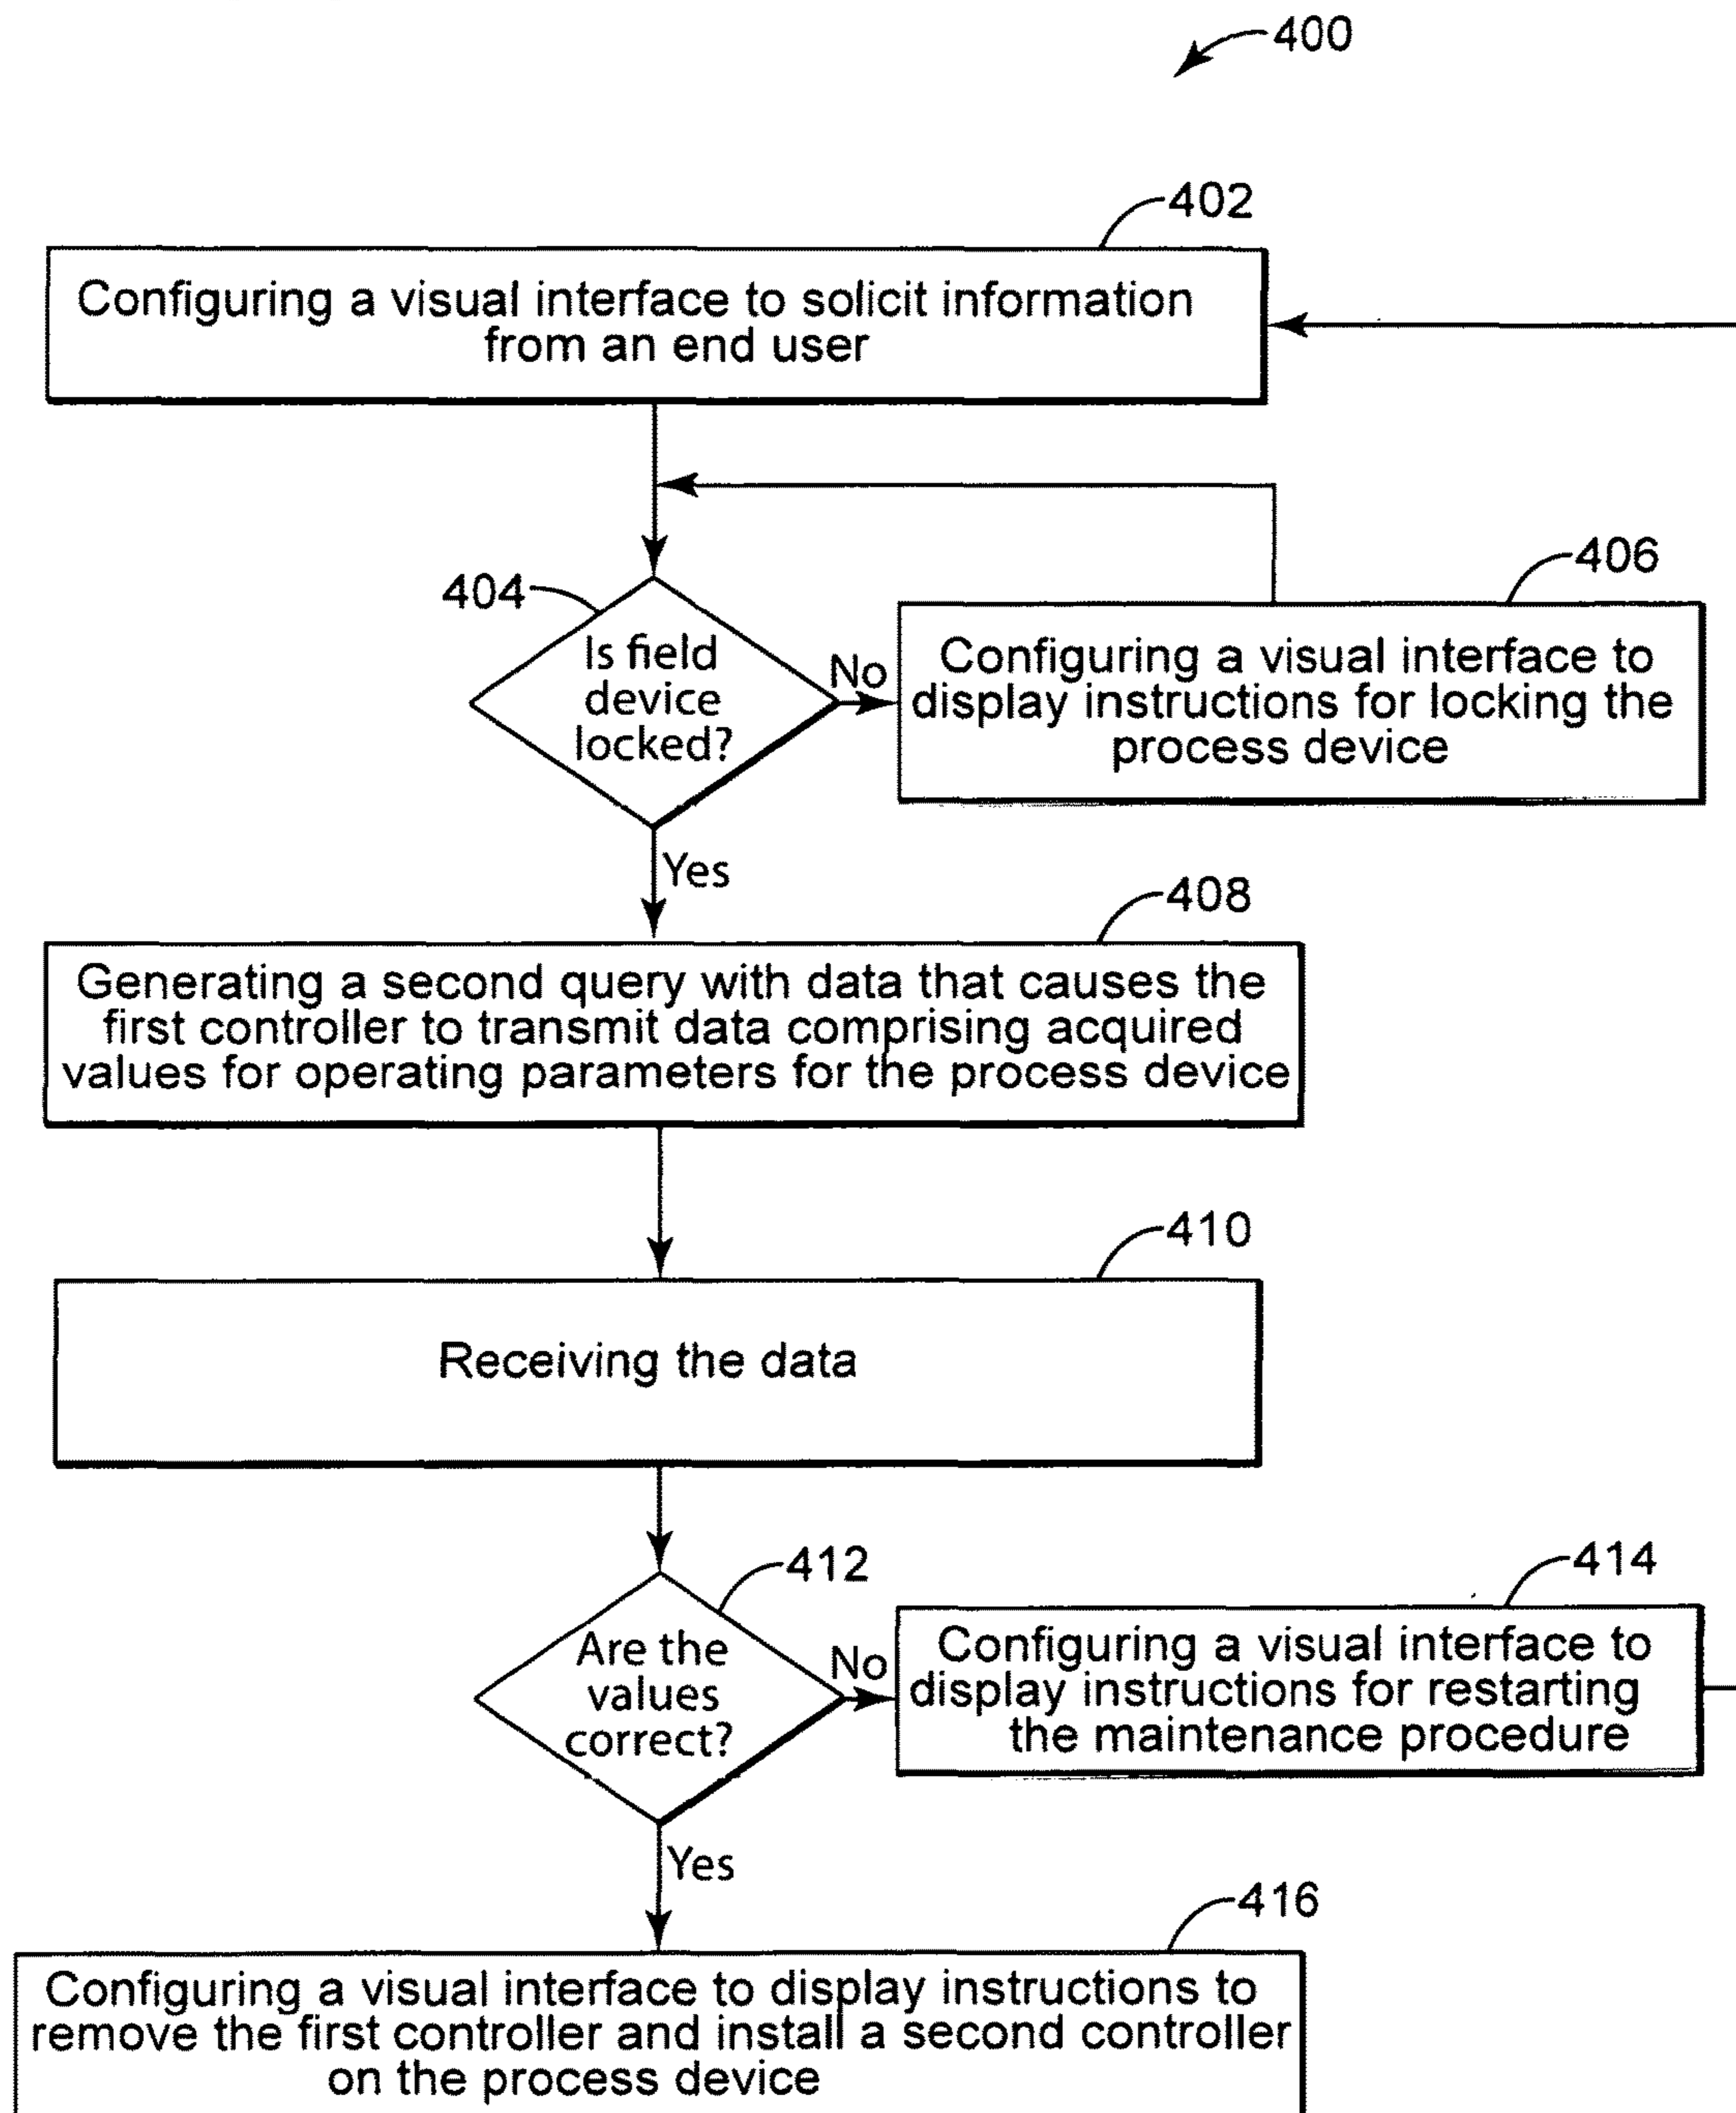 400
402
Configuring a visual interface to solicit information
from an end user
404
Is field
device
locked?
No
406
Configuring a visual interface to
display instructions for locking the
process device
Yes
408
Generating a second query with data that causes the
first controller to transmit data comprising acquired
values for operating parameters for the process device
410
Receiving the data
412
Are the
values
correct?
No
414
Configuring a visual interface to
display instructions for restarting
the maintenance procedure
Yes
416
Configuring a visual interface to display instructions to
remove the first controller and install a second controller
on the process device